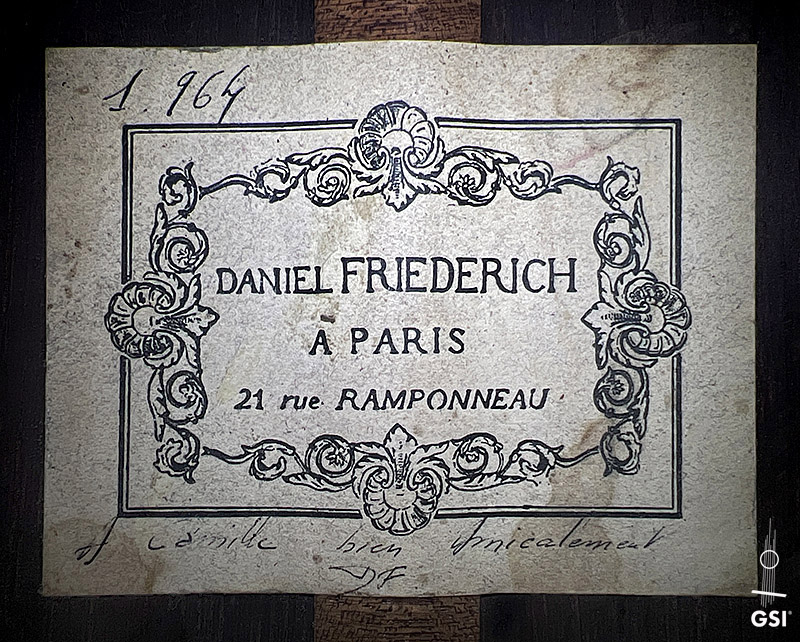 1.964
DANIEL FRIEDERICH
A PARIS
21 rue RAMPONNEAU
A Camille bien Amicalement
DF
GSI